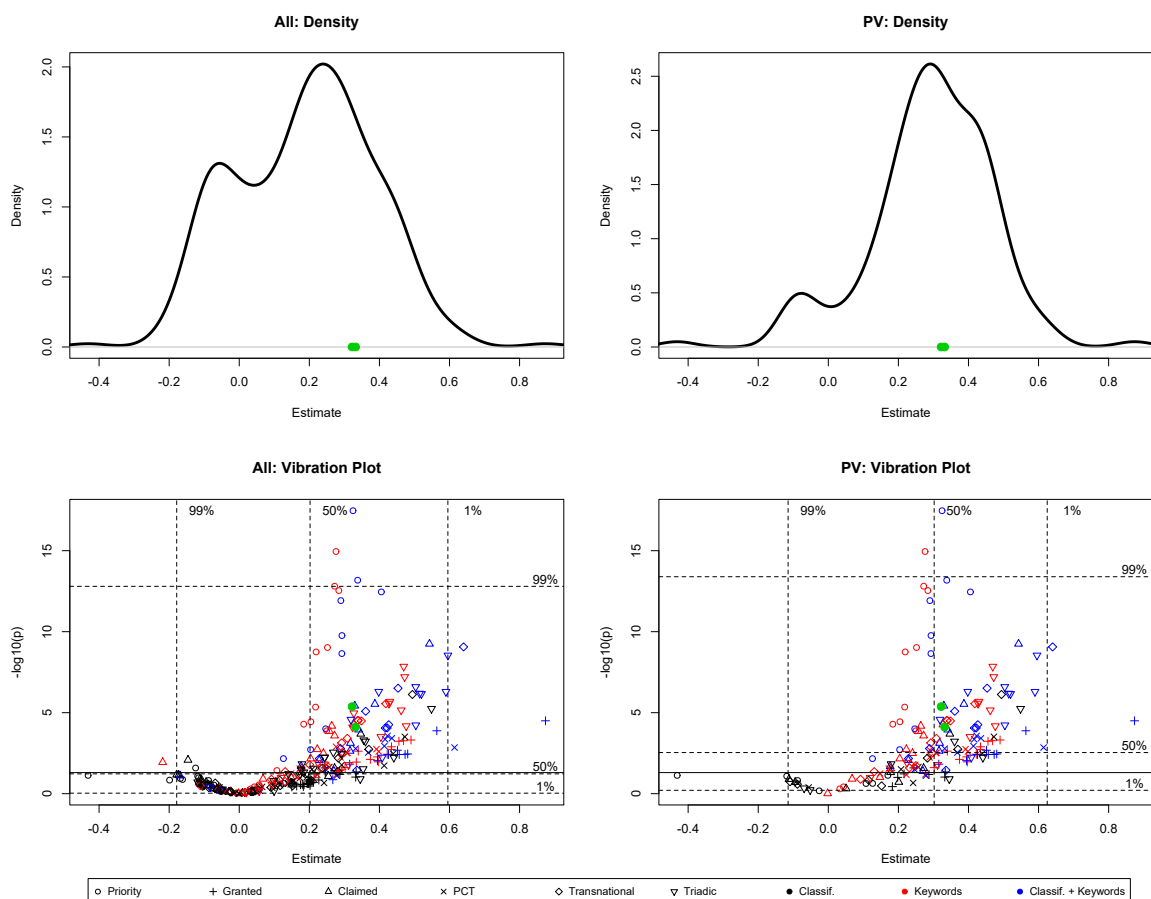 All: Density
PV: Density
Density
2.0
1.5
1.0
0.5
0.0
-0.4 -0.2 0.0 0.2 0.4 0.6 0.8
Estimate
Density
2.5
2.0
1.5
1.0
0.5
0.0
-0.4 -0.2 0.0 0.2 0.4 0.6 0.8
Estimate
All: Vibration Plot
PV: Vibration Plot
-log10(p)
15
10
5
0
99% 50% 1%
99%
50%
1%
-0.4 -0.2 0.0 0.2 0.4 0.6 0.8
Estimate
-log10(p)
15
10
5
0
99% 50% 1%
99%
50%
1%
-0.4 -0.2 0.0 0.2 0.4 0.6 0.8
Estimate
Priority Granted Claimed PCT Transnational Triadic Classif. Keywords Classif. + Keywords